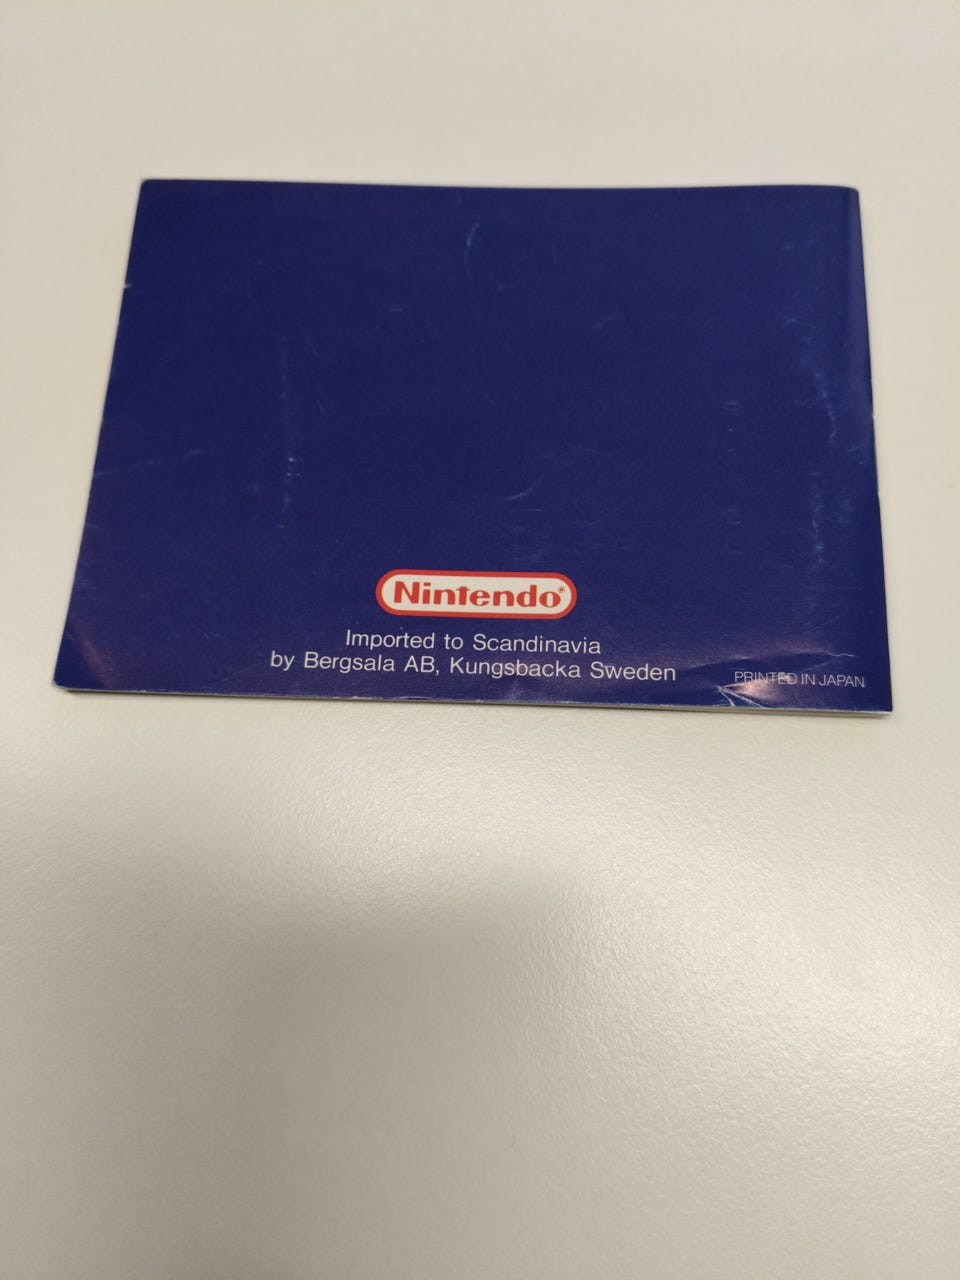 Nintendo®
Imported to Scandinavia
by Bergsala AB, Kungsbacka Sweden
PRINTED IN JAPAN